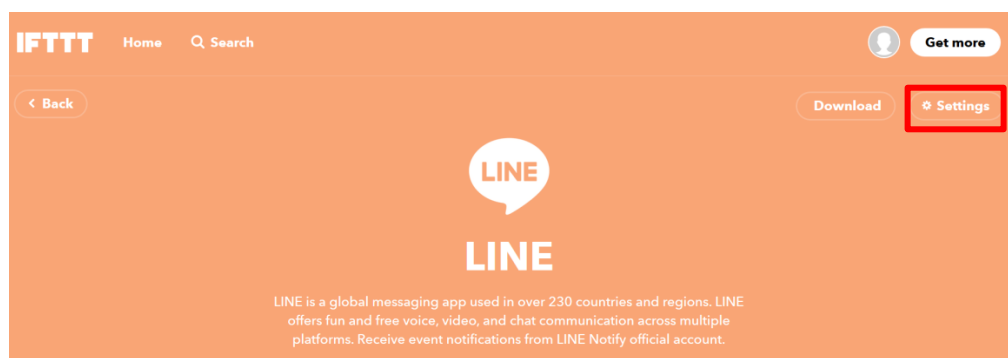 IFTTT Home Search Get more
Back Download Settings
LINE
LINE
LINE is a global messaging app used in over 230 countries and regions. LINE
offers fun and free voice, video, and chat communication across multiple
platforms. Receive event notifications from LINE Notify official account.